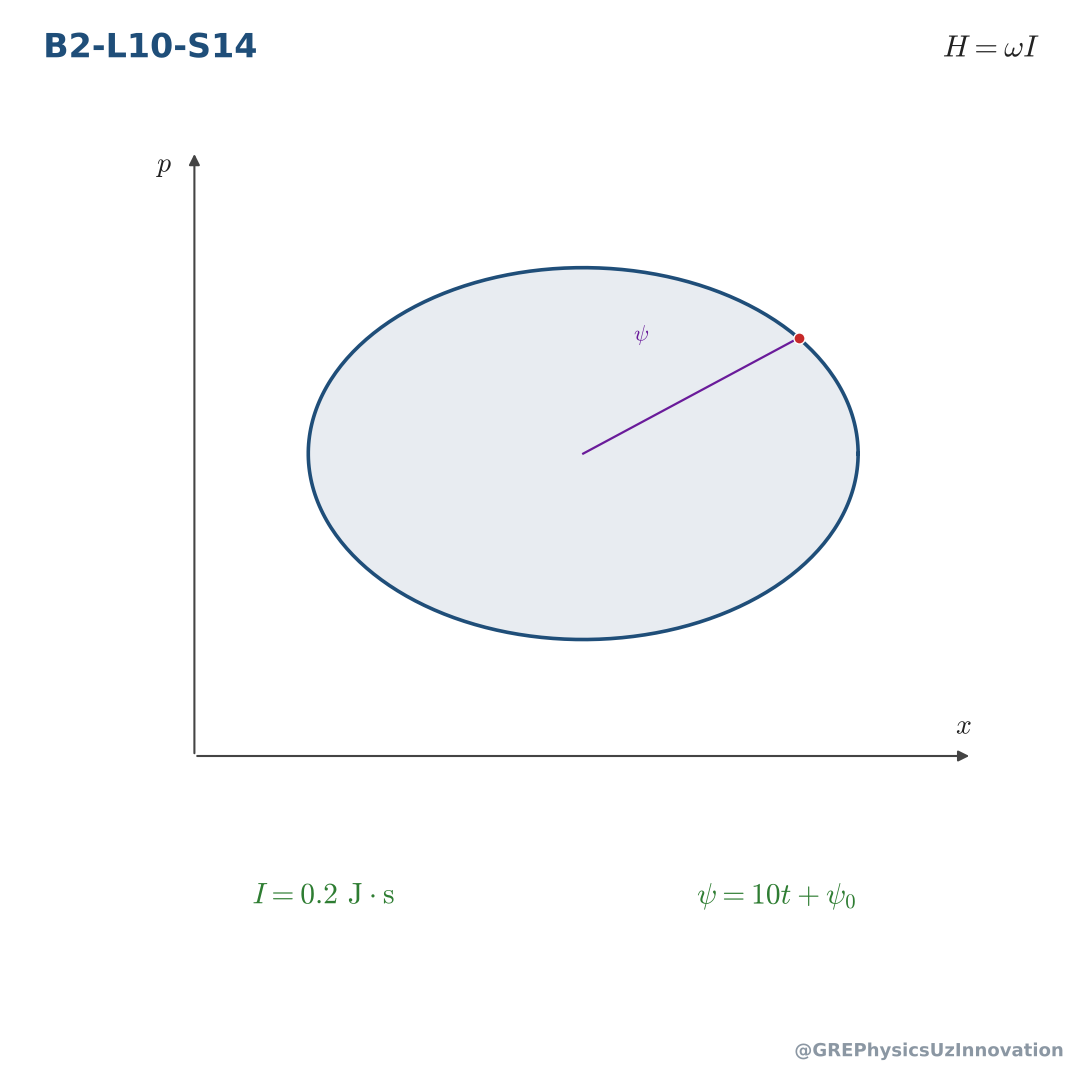 B2-L10-S14
H = ωI
p
ψ
x
I = 0.2 J · s
ψ = 10t + ψ₀
@GREPhysicsUzInnovation